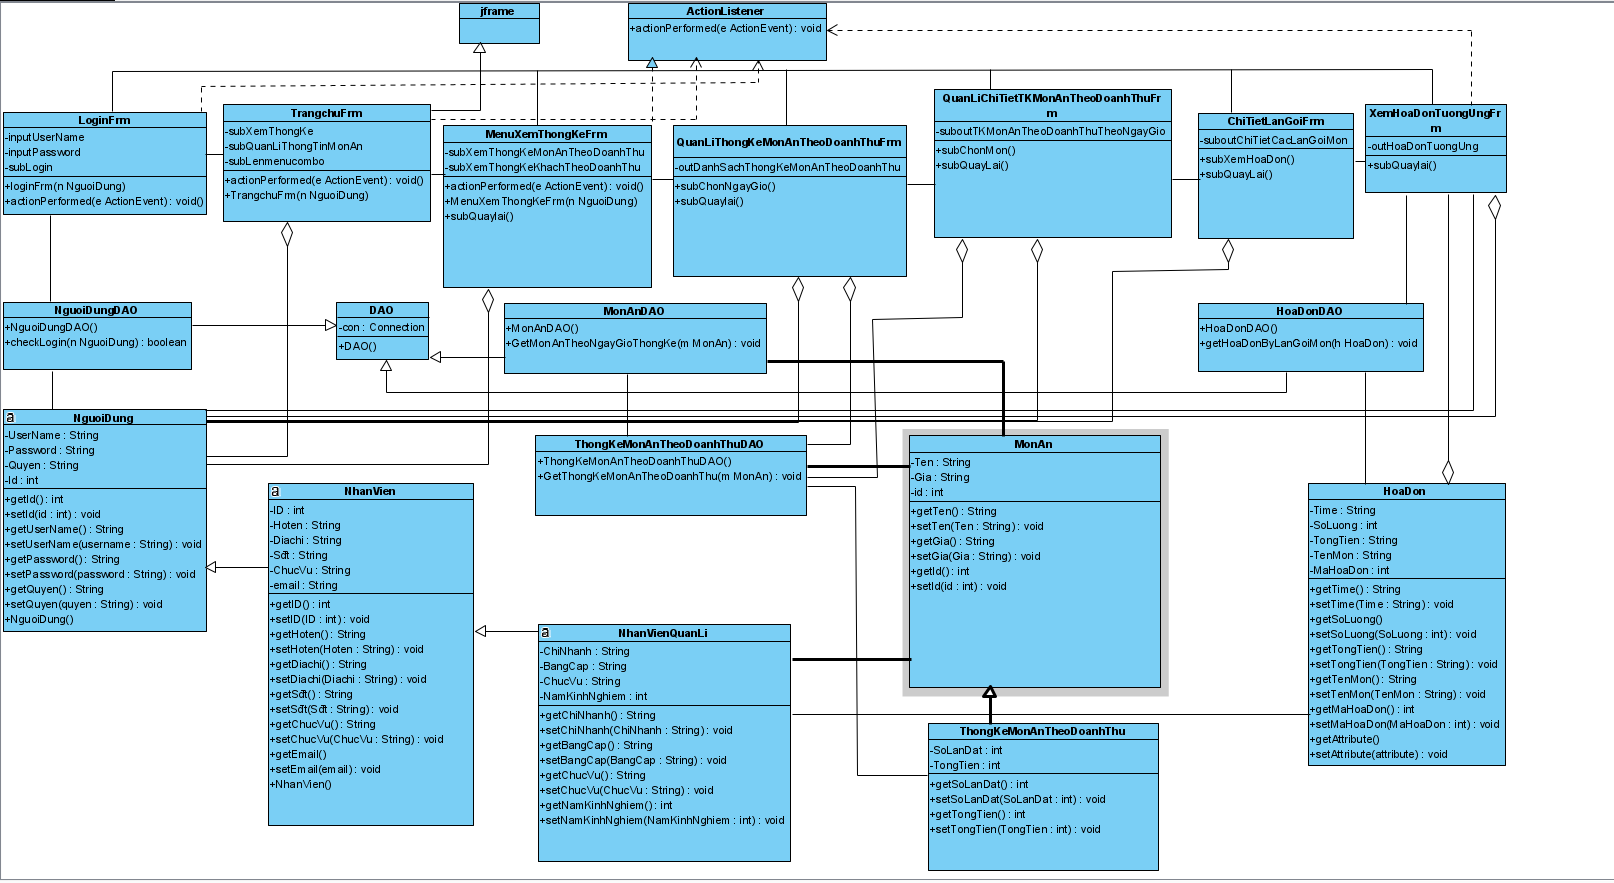 jframe
ActionListener
+actionPerformed(e ActionEvent) : void
LoginFrm
-inputUserName
-inputPassword
-subLogin
+loginFrm(n NguoiDung)
+actionPerformed(e ActionEvent) : void()
TrangchuFrm
-subXemThongKe
-subQuanLiThongTinMonAn
-subLenmenucombo
+actionPerformed(e ActionEvent) : void()
+TrangchuFrm(n NguoiDung)
MenuXemThongKeFrm
-subXemThongKeMonAnTheoDoanhThu
-subXemThongKeKhachTheoDoanhThu
+actionPerformed(e ActionEvent) : void()
+MenuXemThongKeFrm(n NguoiDung)
+subQuaylai()
QuanLiThongKeMonAnTheoDoanhThuFrm
-outDanhSachThongKeMonAnTheoDoanhThu
+subChonNgayGio()
+subQuaylai()
QuanLiChiTietTKMonAnTheoDoanhThuFr
m
-suboutTKMonAnTheoDoanhThuTheoNgayGio
+subChonMon()
+subQuayLai()
ChiTietLanGoiFrm
-suboutChiTietCacLanGoiMon
+subXemHoaDon()
+subQuayLai()
XemHoaDonTuongUngFr
m
-outHoaDonTuongUng
+subQuaylai()
NguoiDungDAO
+NguoiDungDAO()
+checkLogin(n NguoiDung) : boolean
DAO
-con : Connection
+DAO()
MonAnDAO
+MonAnDAO()
+GetMonAnTheoNgayGioThongKe(m MonAn) : void
HoaDonDAO
+HoaDonDAO()
+getHoaDonByLanGoiMon(h HoaDon) : void
a
NguoiDung
-UserName : String
-Password : String
-Quyen : String
-Id : int
+getId() : int
+setId(id : int) : void
+getUserName() : String
+setUserName(username : String) : void
+getPassword() : String
+setPassword(password : String) : void
+getQuyen() : String
+setQuyen(quyen : String) : void
+NguoiDung()
a
NhanVien
-ID : int
-Hoten : String
-Diachi : String
-Sđt : String
-ChucVu : String
-email : String
+getID() : int
+setID(ID : int) : void
+getHoten() : String
+setHoten(Hoten : String) : void
+getDiachi() : String
+setDiachi(Diachi : String) : void
+getSđt() : String
+setSđt(Sđt : String) : void
+getChucVu() : String
+setChucVu(ChucVu : String) : void
+getEmail()
+setEmail(email) : void
+NhanVien()
ThongKeMonAnTheoDoanhThuDAO
+ThongKeMonAnTheoDoanhThuDAO()
+GetThongKeMonAnTheoDoanhThu(m MonAn) : void
a
NhanVienQuanLi
-ChiNhanh : String
-BangCap : String
-ChucVu : String
-NamKinhNghiem : int
+getChiNhanh() : String
+setChiNhanh(ChiNhanh : String) : void
+getBangCap() : String
+setBangCap(BangCap : String) : void
+getChucVu() : String
+setChucVu(ChucVu : String) : void
+getNamKinhNghiem() : int
+setNamKinhNghiem(NamKinhNghiem : int) : void
MonAn
-Ten : String
-Gia : String
-id : int
+getTen() : String
+setTen(Ten : String) : void
+getGia() : String
+setGia(Gia : String) : void
+getId() : int
+setId(id : int) : void
ThongKeMonAnTheoDoanhThu
-SoLanDat : int
-TongTien : int
+getSoLanDat() : int
+setSoLanDat(SoLanDat : int) : void
+getTongTien() : int
+setTongTien(TongTien : int) : void
HoaDon
-Time : String
-SoLuong : int
-TongTien : String
-TenMon : String
-MaHoaDon : int
+getTime() : String
+setTime(Time : String) : void
+getSoLuong()
+setSoLuong(SoLuong : int) : void
+getTongTien() : String
+setTongTien(TongTien : String) : void
+getTenMon() : String
+setTenMon(TenMon : String) : void
+getMaHoaDon() : int
+setMaHoaDon(MaHoaDon : int) : void
+getAttribute()
+setAttribute(attribute) : void